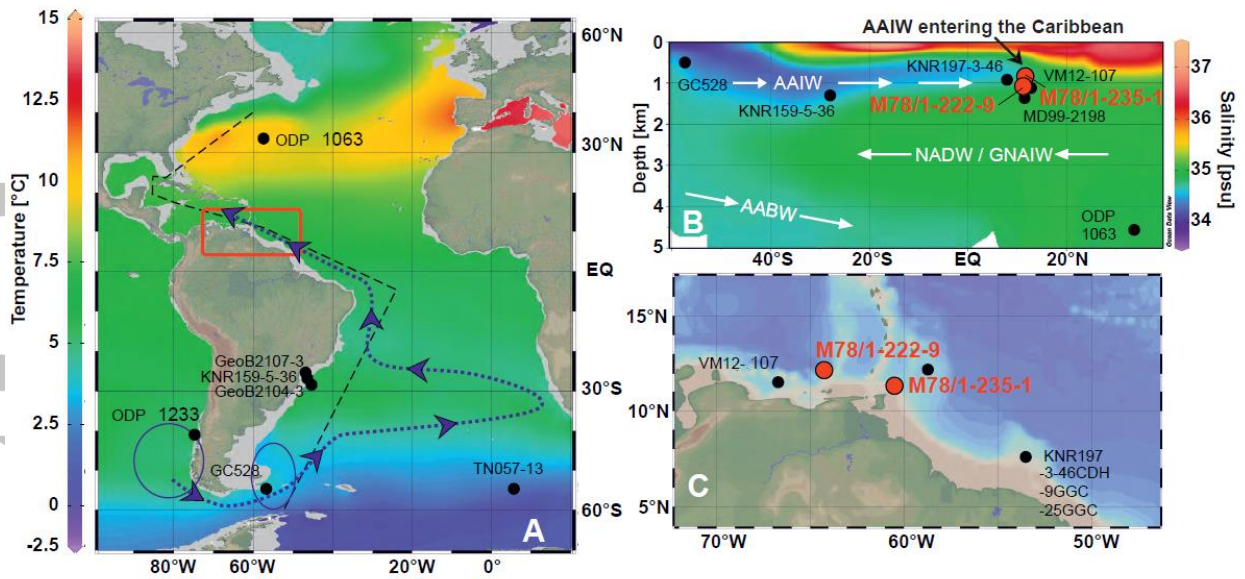 15
12.5
10
7.5
5
2.5
0
-2.5
Temperature [°C]
60°N
30°N
EQ
30°S
60°S
80°W
60°W
40°W
20°W
0°
ODP 1063
GeoB2107-3
KNR159-5-36
GeoB2104-3
ODP 1233
GC528
TN057-13
A
AAIW entering the Caribbean
0
1
2
3
4
5
Depth [km]
GC528
AAIW
KNR159-5-36
KNR197-3-46
VM12-107
M78/1-222-9
M78/1-235-1
MD99-2198
NADW / GNAIW
AABW
B
ODP
1063
Ocean Data View
40°S
20°S
EQ
20°N
37
36
35
34
Salinity [psu]
15°N
10°N
5°N
M78/1-222-9
VM12- 107
M78/1-235-1
KNR197
-3-46CDH
-9GGC
-25GGC
C
70°W
60°W
50°W